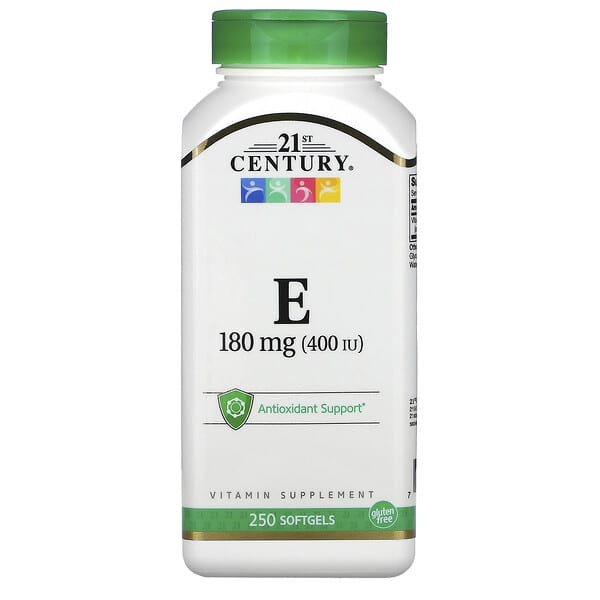 21ST
CENTURY®
E
180 mg (400 IU)
Antioxidant Support*
VITAMIN SUPPLEMENT
250 SOFTGELS
gluten
free